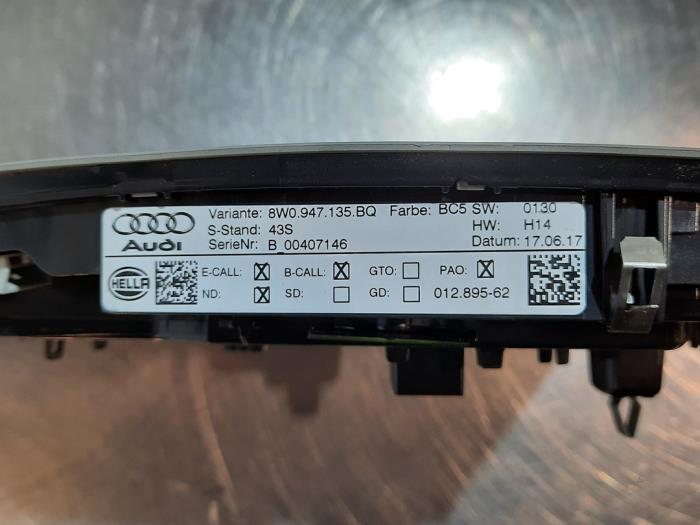 Variante: 8W0.947.135.BQ Farbe: BC5 SW: 0130
Audi S-Stand: 43S HW: H14
SerieNr: B 00407146 Datum: 17.06.17
HELLA E-CALL: ☒ B-CALL: ☒ GTO: ☐ PAO: ☒
ND: ☒ SD: ☐ GD: ☐ 012.895-62